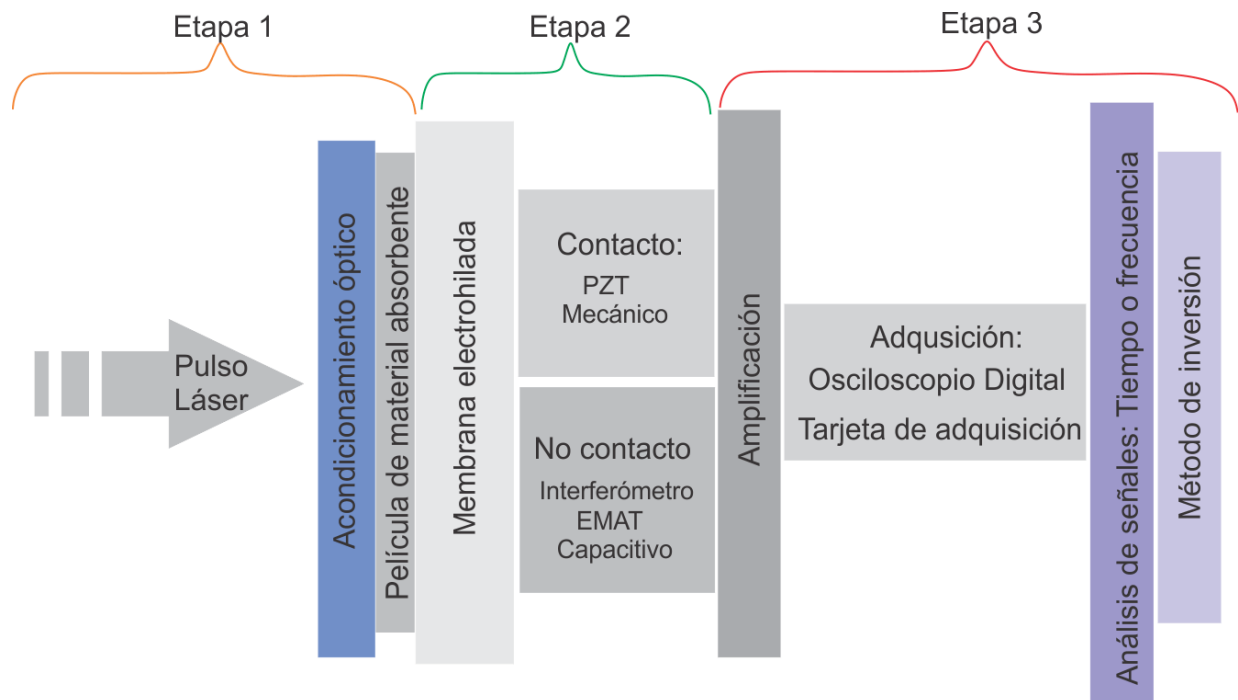 Etapa 1
Etapa 2
Etapa 3
Pulso
Láser
Acondicionamiento óptico
Película de material absorbente
Membrana electrohilada
Contacto:
PZT
Mecánico
No contacto
Interferómetro
EMAT
Capacitivo
Amplificación
Adqusición:
Osciloscopio Digital
Tarjeta de adquisición
Análisis de señales: Tiempo o frecuencia
Método de inversión